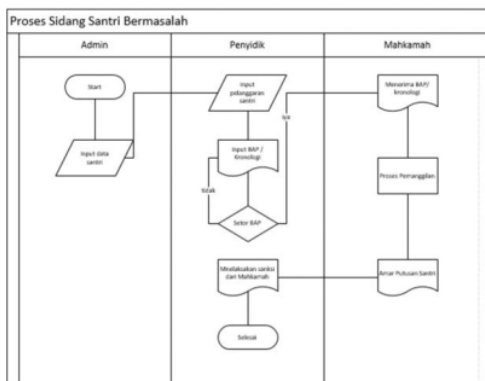 Proses Sidang Santri Bermasalah
Admin
Penyidik
Mahkamah
Start
Input data
santri
Input
pelanggaran
santri
Input BAP /
Kronologi
tidak
Setor BAP
iya
Menerima BAP/
kronologi
Proses Pemanggilan
Amar Putusan Santri
Melaksakan sanksi
dari Mahkamah
Selesai